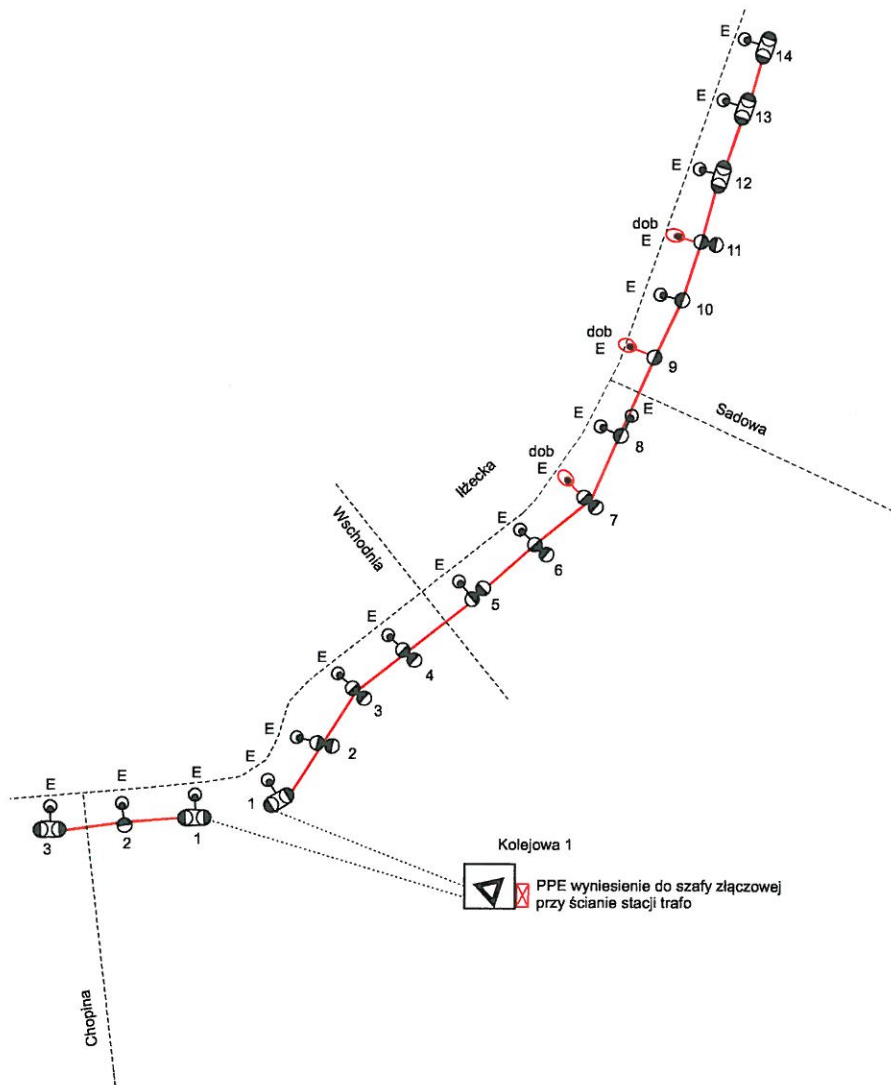 E
14
E
13
E
12
dob
E
11
E
10
dob
E
9
Sadowa
E
E
8
dob
E
7
Iłżecka
Wschodnia
E
6
E
5
E
4
E
3
E
2
E
1
E
E
E
3
2
1
Kolejowa 1
PPE wyniesienie do szafy złączowej
przy ścianie stacji trafo
Chopina